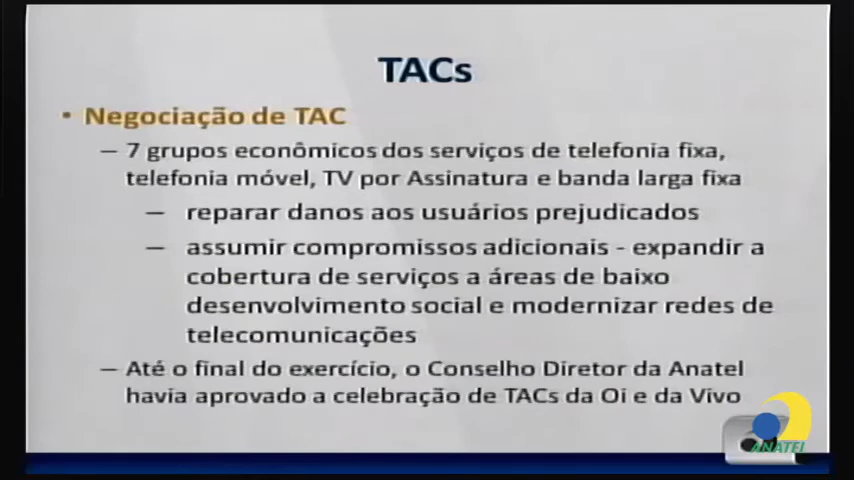 TACs
• Negociação de TAC
– 7 grupos econômicos dos serviços de telefonia fixa,
telefonia móvel, TV por Assinatura e banda larga fixa
– reparar danos aos usuários prejudicados
– assumir compromissos adicionais - expandir a
cobertura de serviços a áreas de baixo
desenvolvimento social e modernizar redes de
telecomunicações
– Até o final do exercício, o Conselho Diretor da Anatel
havia aprovado a celebração de TACs da Oi e da Vivo
ANATEL